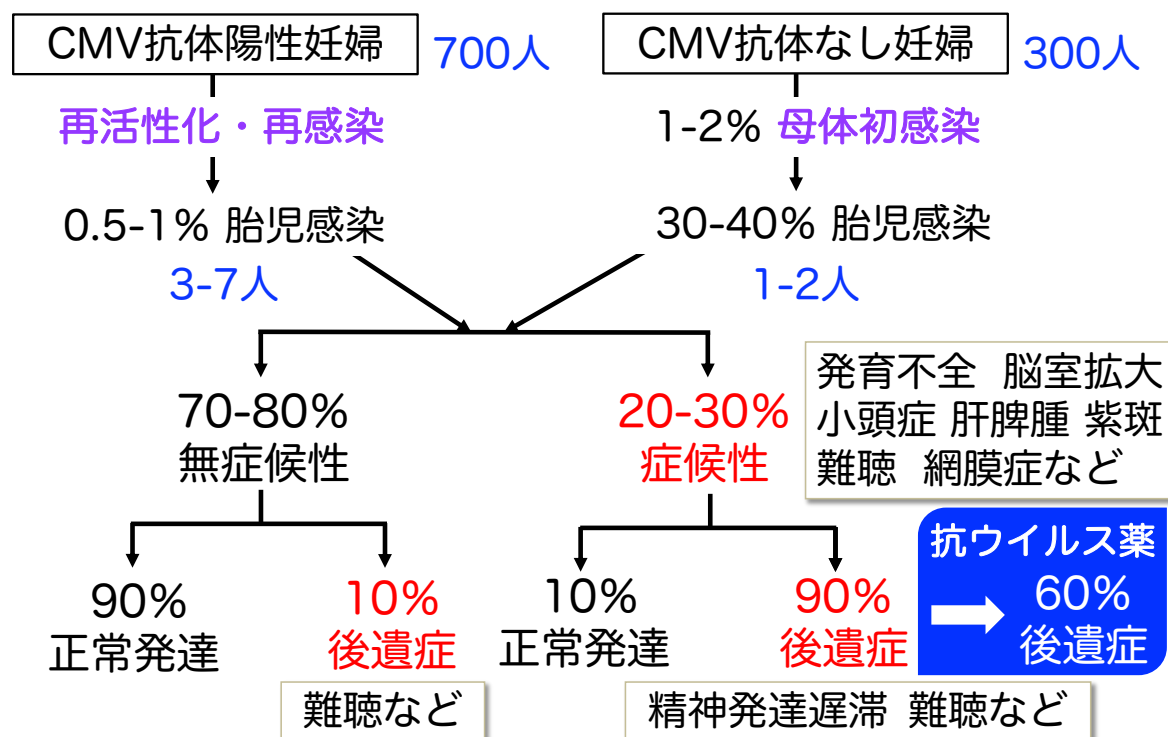 CMV抗体陽性妊婦 700人
CMV抗体なし妊婦 300人
再活性化・再感染
1-2% 母体初感染
0.5-1% 胎児感染
30-40% 胎児感染
3-7人
1-2人
70-80%
無症候性
20-30%
症候性
発育不全 脳室拡大
小頭症 肝脾腫 紫斑
難聴 網膜症など
90%
正常発達
10%
後遺症
10%
正常発達
90%
後遺症
抗ウイルス薬
60%
後遺症
難聴など
精神発達遅滞 難聴など